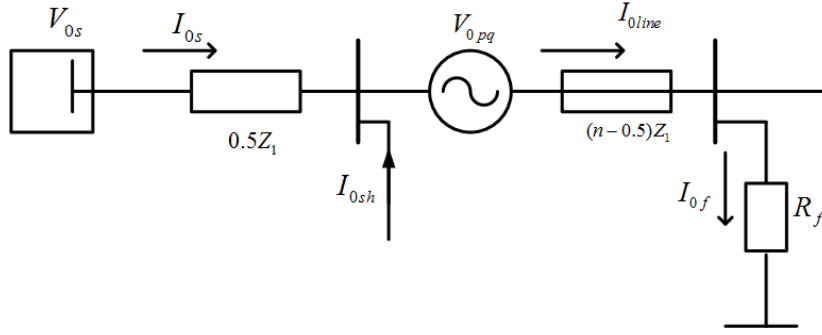 V0s
I0s
0.5Z1
I0sh
V0pq
I0line
(n−0.5)Z1
I0f
Rf